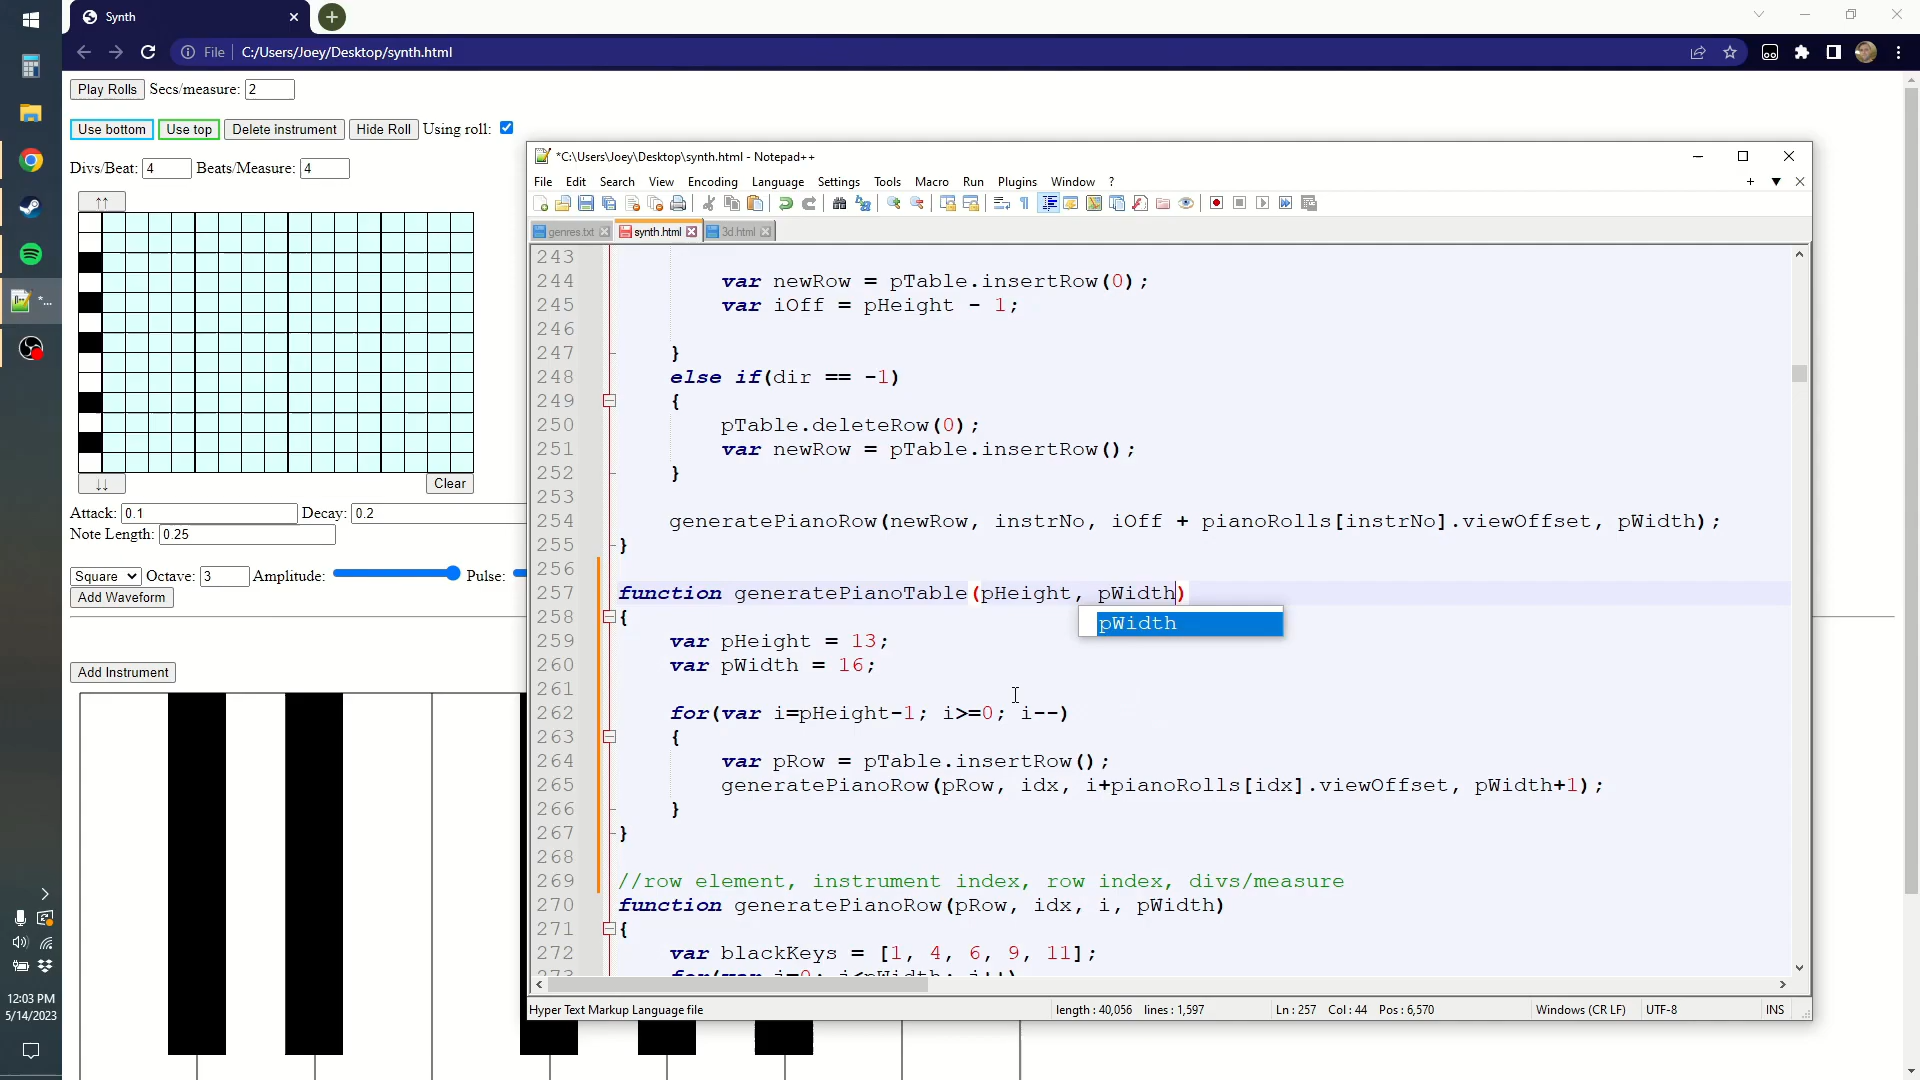 Synth
File C:/Users/Joey/Desktop/synth.html
Play Rolls Secs/measure: 2
Use bottom Use top Delete instrument Hide Roll Using roll:
Divs/Beat: 4 Beats/Measure: 4
↑↑
↓↓ Clear
Attack: 0.1 Decay: 0.2
Note Length: 0.25
Square Octave: 3 Amplitude: Pulse:
Add Waveform
Add Instrument
*...
12:03 PM
5/14/2023
*C:\Users\Joey\Desktop\synth.html - Notepad++
File Edit Search View Encoding Language Settings Tools Macro Run Plugins Window ?
genres.txt synth.html 3d.html
243
244 var newRow = pTable.insertRow(0);
245 var iOff = pHeight - 1;
246
247 }
248 else if(dir == -1)
249 {
250 pTable.deleteRow(0);
251 var newRow = pTable.insertRow();
252 }
253
254 generatePianoRow(newRow, instrNo, iOff + pianoRolls[instrNo].viewOffset, pWidth);
255 }
256
257 function generatePianoTable(pHeight, pWidth)
pWidth
258 {
259 var pHeight = 13;
260 var pWidth = 16;
261
262 for(var i=pHeight-1; i>=0; i--)
263 {
264 var pRow = pTable.insertRow();
265 generatePianoRow(pRow, idx, i+pianoRolls[idx].viewOffset, pWidth+1);
266 }
267 }
268
269 //row element, instrument index, row index, divs/measure
270 function generatePianoRow(pRow, idx, i, pWidth)
271 {
272 var blackKeys = [1, 4, 6, 9, 11];
Hyper Text Markup Language file length : 40,056 lines : 1,597 Ln : 257 Col : 44 Pos : 6,570 Windows (CR LF) UTF-8 INS